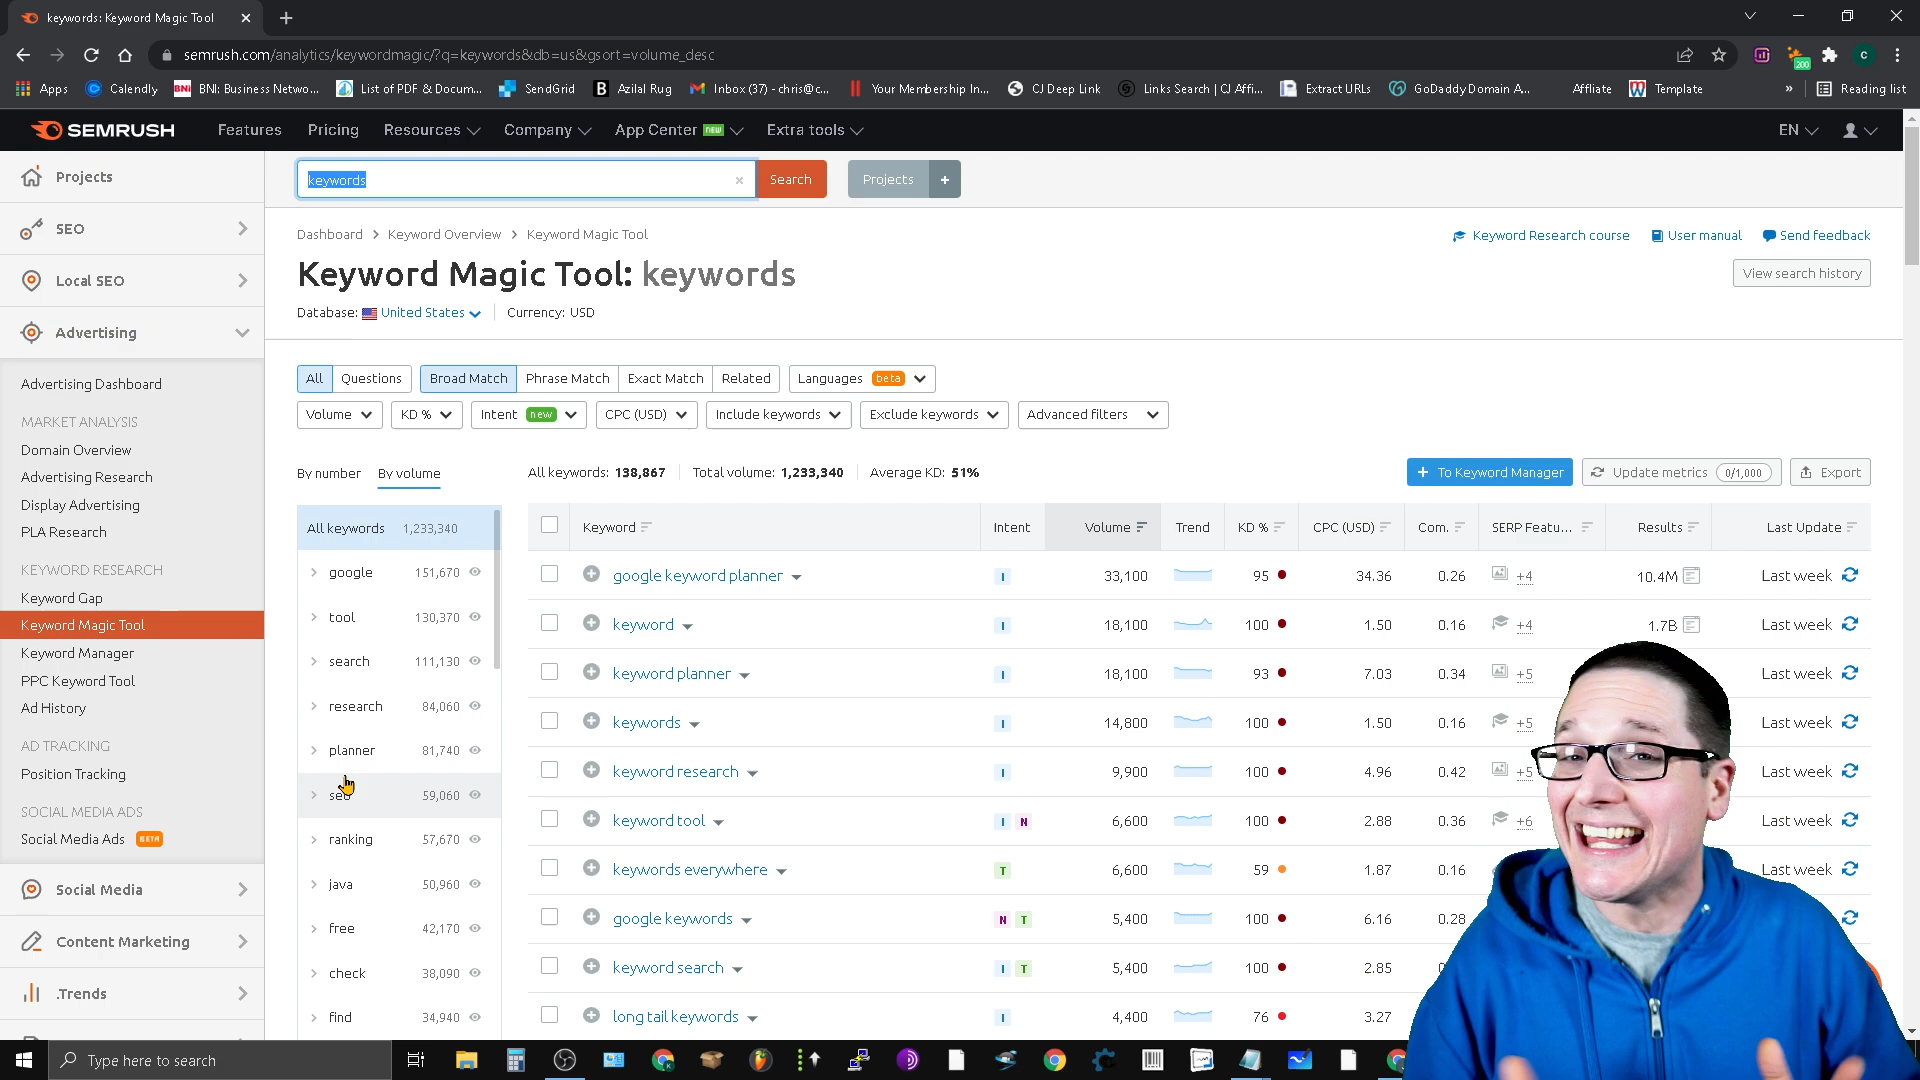 keywords: Keyword Magic Tool
semrush.com/analytics/keywordmagic/?q=keywords&db=us&gsort=volume_desc
200
c
Apps
Calendly
BNI: Business Netwo...
List of PDF & Docum...
SendGrid
Azilal Rug
Inbox (37) - chris@c...
Your Membership In...
CJ Deep Link
Links Search | CJ Affi...
Extract URLs
GoDaddy Domain A...
Affliate
Template
»
Reading list
SEMRUSH
Features
Pricing
Resources
Company
App Center NEW
Extra tools
EN
Projects
SEO
Local SEO
Advertising
Advertising Dashboard
MARKET ANALYSIS
Domain Overview
Advertising Research
Display Advertising
PLA Research
KEYWORD RESEARCH
Keyword Gap
Keyword Magic Tool
Keyword Manager
PPC Keyword Tool
Ad History
AD TRACKING
Position Tracking
SOCIAL MEDIA ADS
Social Media Ads BETA
Social Media
Content Marketing
.Trends
keywords
Search
Projects
+
Dashboard > Keyword Overview > Keyword Magic Tool
Keyword Research course
User manual
Send feedback
Keyword Magic Tool: keywords
View search history
Database: United States
Currency: USD
All
Questions
Broad Match
Phrase Match
Exact Match
Related
Languages beta
Volume
KD %
Intent new
CPC (USD)
Include keywords
Exclude keywords
Advanced filters
By number
By volume
All keywords: 138,867
Total volume: 1,233,340
Average KD: 51%
+ To Keyword Manager
Update metrics 0/1,000
Export
All keywords 1,233,340
google 151,670
tool 130,370
search 111,130
research 84,060
planner 81,740
seo 59,060
ranking 57,670
java 50,960
free 42,170
check 38,090
find 34,940
Keyword Intent Volume Trend KD % CPC (USD) Com. SERP Featu... Results Last Update
google keyword planner I 33,100 95 34.36 0.26 +4 10.4M Last week
keyword I 18,100 100 1.50 0.16 +4 1.7B Last week
keyword planner I 18,100 93 7.03 0.34 +5 Last week
keywords I 14,800 100 1.50 0.16 +5 Last week
keyword research I 9,900 100 4.96 0.42 +5 Last week
keyword tool I N 6,600 100 2.88 0.36 +6 Last week
keywords everywhere T 6,600 59 1.87 0.16 Last week
google keywords N T 5,400 100 6.16 0.28
keyword search I T 5,400 100 2.85
long tail keywords I 4,400 76 3.27
Type here to search